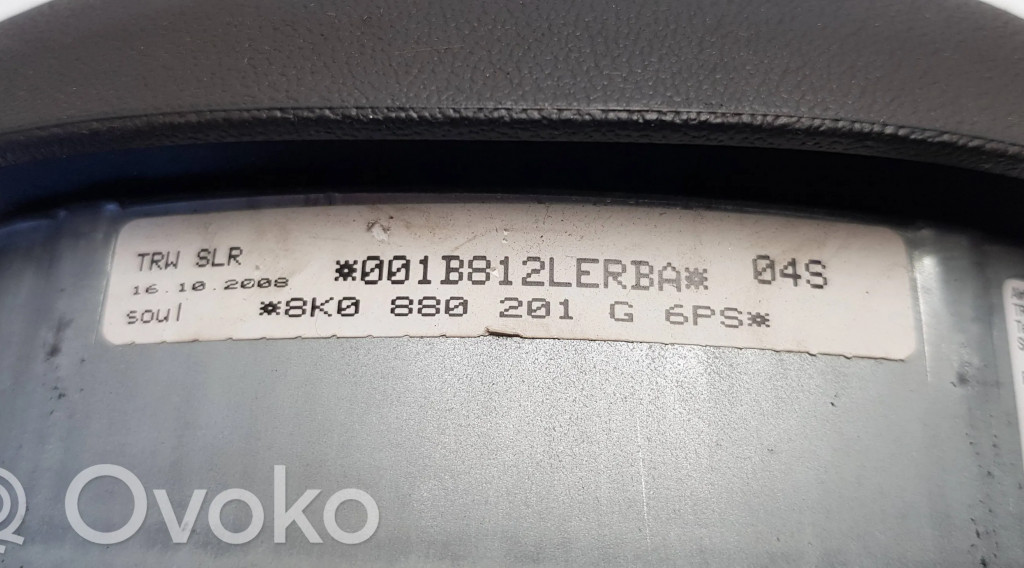 TRW SLR *001B812LERBA* 04S
16.10.2008
soul *8K0 880 201 G 6PS*
Ovoko